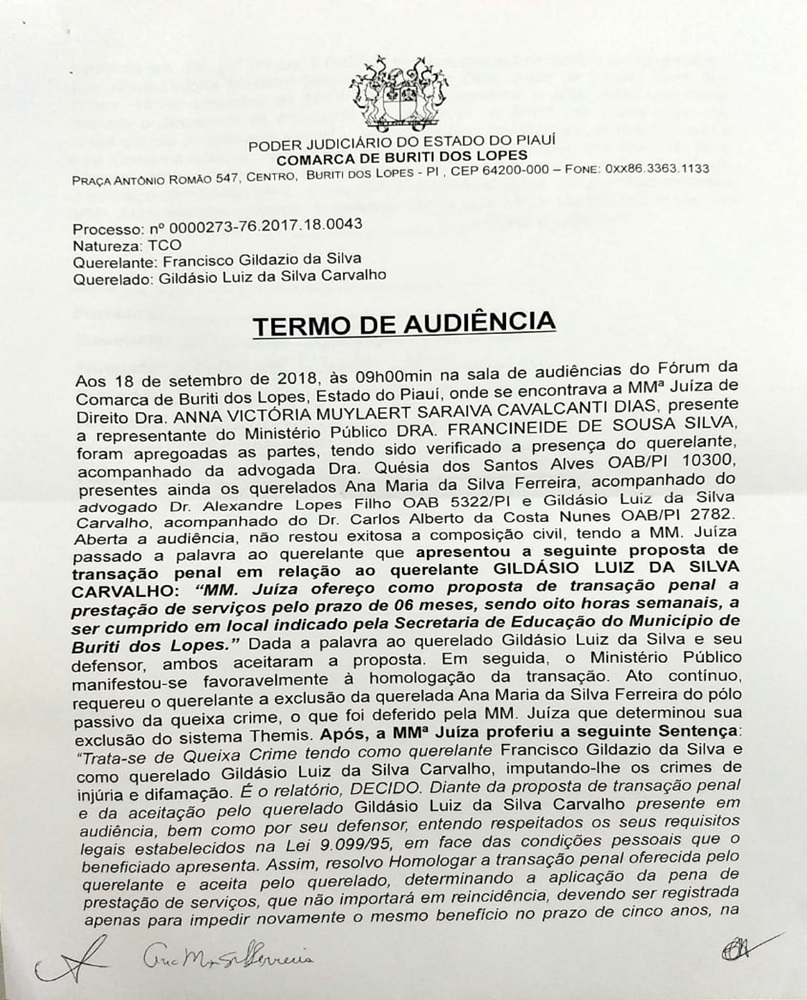 PODER JUDICIÁRIO DO ESTADO DO PIAUÍ
COMARCA DE BURITI DOS LOPES
PRAÇA ANTÔNIO ROMÃO 547, CENTRO, BURITI DOS LOPES - PI , CEP 64200-000 – FONE: 0XX86.3363.1133
Processo: nº 0000273-76.2017.18.0043
Natureza: TCO
Querelante: Francisco Gildazio da Silva
Querelado: Gildásio Luiz da Silva Carvalho
TERMO DE AUDIÊNCIA
Aos 18 de setembro de 2018, às 09h00min na sala de audiências do Fórum da
Comarca de Buriti dos Lopes, Estado do Piauí, onde se encontrava a MMª Juíza de
Direito Dra. ANNA VICTÓRIA MUYLAERT SARAIVA CAVALCANTI DIAS, presente
a representante do Ministério Público DRA. FRANCINEIDE DE SOUSA SILVA,
foram apregoadas as partes, tendo sido verificado a presença do querelante,
acompanhado da advogada Dra. Quésia dos Santos Alves OAB/PI 10300,
presentes ainda os querelados Ana Maria da Silva Ferreira, acompanhado do
advogado Dr. Alexandre Lopes Filho OAB 5322/PI e Gildásio Luiz da Silva
Carvalho, acompanhado do Dr. Carlos Alberto da Costa Nunes OAB/PI 2782.
Aberta a audiência, não restou exitosa a composição civil, tendo a MM. Juíza
passado a palavra ao querelante que apresentou a seguinte proposta de
transação penal em relação ao querelante GILDÁSIO LUIZ DA SILVA
CARVALHO: “MM. Juíza ofereço como proposta de transação penal a
prestação de serviços pelo prazo de 06 meses, sendo oito horas semanais, a
ser cumprido em local indicado pela Secretaria de Educação do Município de
Buriti dos Lopes.” Dada a palavra ao querelado Gildásio Luiz da Silva e seu
defensor, ambos aceitaram a proposta. Em seguida, o Ministério Público
manifestou-se favoravelmente à homologação da transação. Ato contínuo,
requereu o querelante a exclusão da querelada Ana Maria da Silva Ferreira do pólo
passivo da queixa crime, o que foi deferido pela MM. Juíza que determinou sua
exclusão do sistema Themis. Após, a MMª Juíza proferiu a seguinte Sentença:
“Trata-se de Queixa Crime tendo como querelante Francisco Gildazio da Silva e
como querelado Gildásio Luiz da Silva Carvalho, imputando-lhe os crimes de
injúria e difamação. É o relatório, DECIDO. Diante da proposta de transação penal
e da aceitação pelo querelado Gildásio Luiz da Silva Carvalho presente em
audiência, bem como por seu defensor, entendo respeitados os seus requisitos
legais estabelecidos na Lei 9.099/95, em face das condições pessoais que o
beneficiado apresenta. Assim, resolvo Homologar a transação penal oferecida pelo
querelante e aceita pelo querelado, determinando a aplicação da pena de
prestação de serviços, que não importará em reincidência, devendo ser registrada
apenas para impedir novamente o mesmo benefício no prazo de cinco anos, na